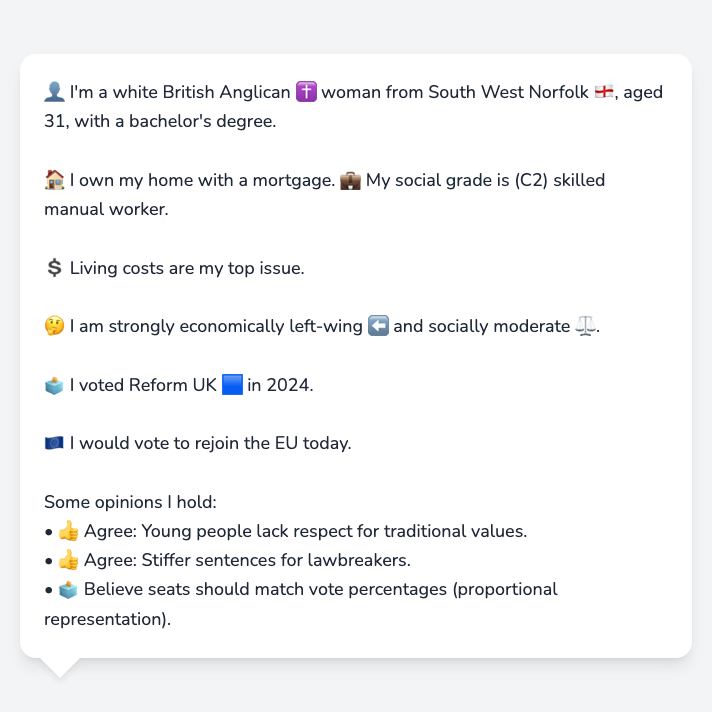 👤 I'm a white British Anglican ✝️ woman from South West Norfolk 🏴󠁧󠁢󠁥󠁮󠁧󠁿, aged
31, with a bachelor's degree.
🏠 I own my home with a mortgage. 💼 My social grade is (C2) skilled
manual worker.
💲 Living costs are my top issue.
🤔 I am strongly economically left-wing ⬅️ and socially moderate ⚖️.
🗳️ I voted Reform UK 🟦 in 2024.
🇪🇺 I would vote to rejoin the EU today.
Some opinions I hold:
• 👍 Agree: Young people lack respect for traditional values.
• 👍 Agree: Stiffer sentences for lawbreakers.
• 🗳️ Believe seats should match vote percentages (proportional
representation).